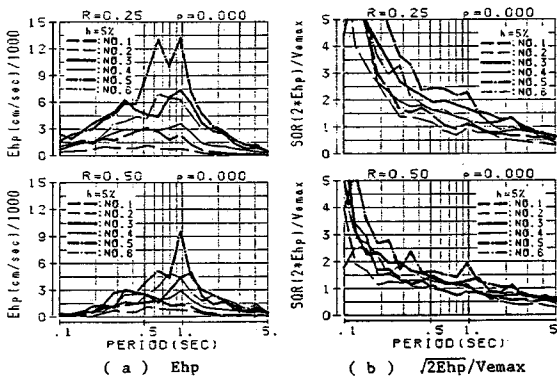 R=0.25 ρ=0.000
Ehp(cm/sec)/1000
15
12
9
6
3
0
h=5%
:NO.1
:NO.2
:NO.3
:NO.4
:NO.5
:NO.6
R=0.25 ρ=0.000
SQR(2*Ehp)/Vemax
5
4
3
2
1
0
h=5%
:NO.1
:NO.2
:NO.3
:NO.4
:NO.5
:NO.6
R=0.50 ρ=0.000
Ehp(cm/sec)/1000
15
12
9
6
3
0
h=5%
:NO.1
:NO.2
:NO.3
:NO.4
:NO.5
:NO.6
.1 .5 1. 5.
PERIOD(SEC)
(a) Ehp
R=0.50 ρ=0.000
SQR(2*Ehp)/Vemax
5
4
3
2
1
0
h=5%
:NO.1
:NO.2
:NO.3
:NO.4
:NO.5
:NO.6
.1 .5 1. 5.
PERIOD(SEC)
(b) √2Ehp/Vemax